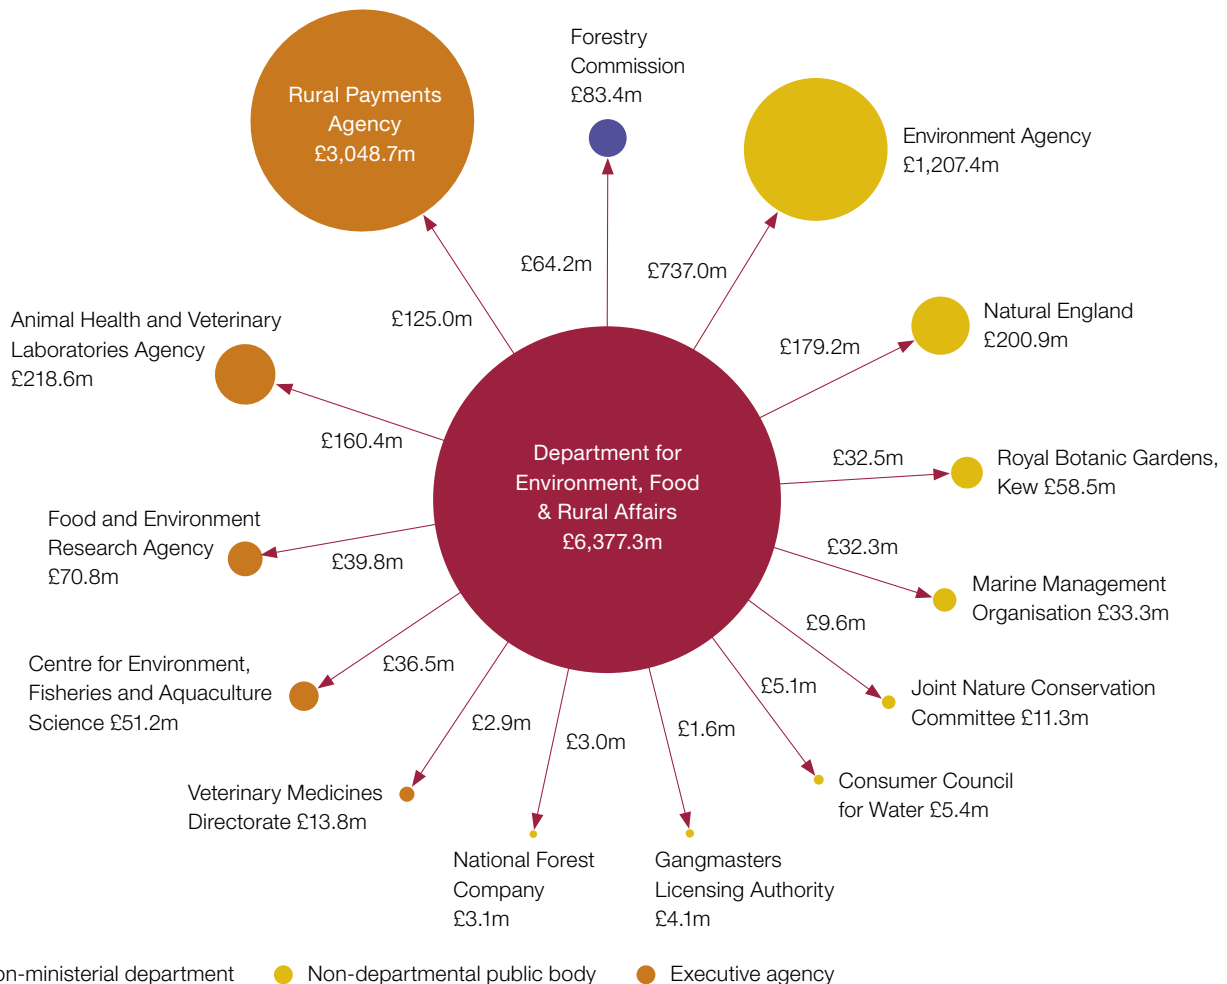 Forestry
Commission
£83.4m
Rural Payments
Agency
£3,048.7m
Environment Agency
£1,207.4m
£64.2m
£737.0m
£125.0m
Natural England
£200.9m
£179.2m
Animal Health and Veterinary
Laboratories Agency
£218.6m
£160.4m
Department for
Environment, Food
& Rural Affairs
£6,377.3m
£32.5m
Royal Botanic Gardens,
Kew £58.5m
Food and Environment
Research Agency
£70.8m
£39.8m
£32.3m
Marine Management
Organisation £33.3m
£9.6m
Centre for Environment,
Fisheries and Aquaculture
Science £51.2m
£36.5m
£5.1m
Joint Nature Conservation
Committee £11.3m
£2.9m
£3.0m
£1.6m
Veterinary Medicines
Directorate £13.8m
Consumer Council
for Water £5.4m
National Forest
Company
£3.1m
Gangmasters
Licensing Authority
£4.1m
on-ministerial department
Non-departmental public body
Executive agency